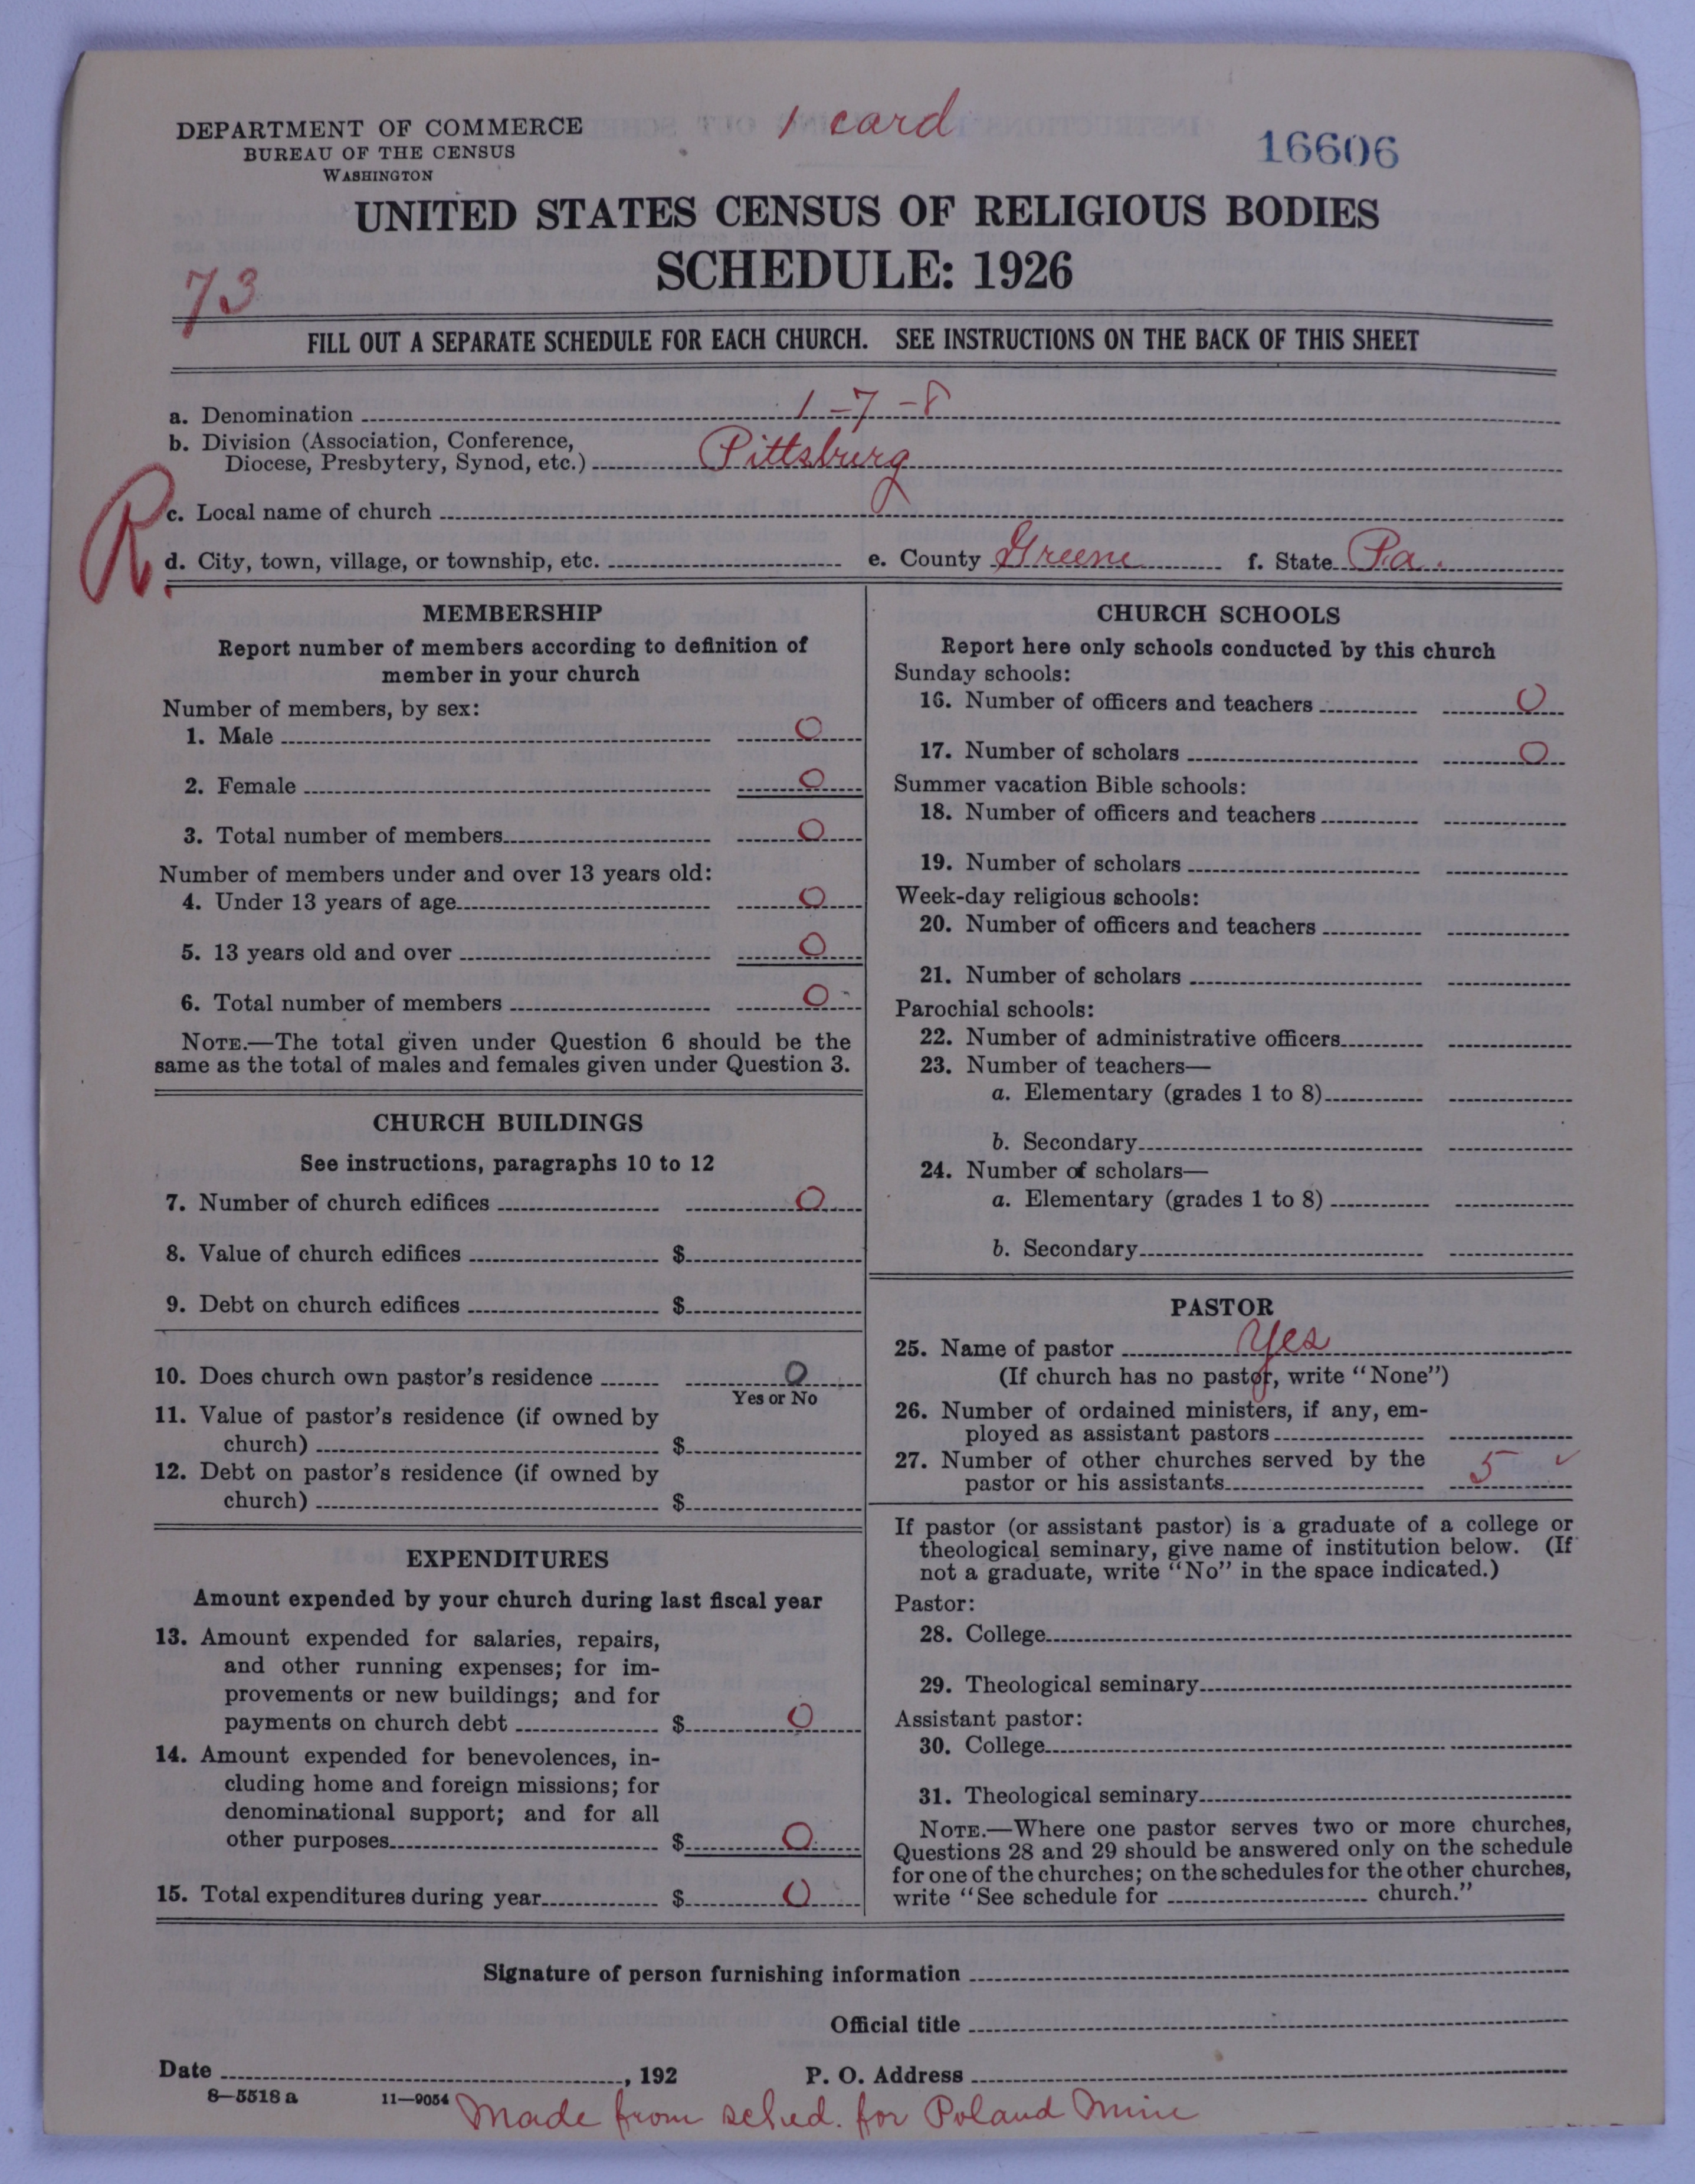 1 card
DEPARTMENT OF COMMERCE
BUREAU OF THE CENSUS
WASHINGTON
16606
UNITED STATES CENSUS OF RELIGIOUS BODIES
SCHEDULE: 1926
73
FILL OUT A SEPARATE SCHEDULE FOR EACH CHURCH. SEE INSTRUCTIONS ON THE BACK OF THIS SHEET
a. Denomination 1-7-8
b. Division (Association, Conference,
Diocese, Presbytery, Synod, etc.) Pittsburg
R.
c. Local name of church
d. City, town, village, or township, etc. e. County Greene f. State Pa.
MEMBERSHIP
Report number of members according to definition of
member in your church
Number of members, by sex:
1. Male 0
2. Female 0
3. Total number of members 0
Number of members under and over 13 years old:
4. Under 13 years of age 0
5. 13 years old and over 0
6. Total number of members 0
NOTE.—The total given under Question 6 should be the
same as the total of males and females given under Question 3.
CHURCH BUILDINGS
See instructions, paragraphs 10 to 12
7. Number of church edifices 0
8. Value of church edifices $
9. Debt on church edifices $
10. Does church own pastor's residence 0
Yes or No
11. Value of pastor's residence (if owned by
church) $
12. Debt on pastor's residence (if owned by
church) $
EXPENDITURES
Amount expended by your church during last fiscal year
13. Amount expended for salaries, repairs,
and other running expenses; for im-
provements or new buildings; and for
payments on church debt $ 0
14. Amount expended for benevolences, in-
cluding home and foreign missions; for
denominational support; and for all
other purposes $ 0
15. Total expenditures during year $ 0
CHURCH SCHOOLS
Report here only schools conducted by this church
Sunday schools:
16. Number of officers and teachers 0
17. Number of scholars 0
Summer vacation Bible schools:
18. Number of officers and teachers
19. Number of scholars
Week-day religious schools:
20. Number of officers and teachers
21. Number of scholars
Parochial schools:
22. Number of administrative officers
23. Number of teachers—
a. Elementary (grades 1 to 8)
b. Secondary
24. Number of scholars—
a. Elementary (grades 1 to 8)
b. Secondary
PASTOR
25. Name of pastor Yes
(If church has no pastor, write "None")
26. Number of ordained ministers, if any, em-
ployed as assistant pastors
27. Number of other churches served by the
pastor or his assistants 5 ✓
If pastor (or assistant pastor) is a graduate of a college or
theological seminary, give name of institution below. (If
not a graduate, write "No" in the space indicated.)
Pastor:
28. College
29. Theological seminary
Assistant pastor:
30. College
31. Theological seminary
NOTE.—Where one pastor serves two or more churches,
Questions 28 and 29 should be answered only on the schedule
for one of the churches; on the schedules for the other churches,
write "See schedule for church."
Signature of person furnishing information
Official title
Date , 192 P. O. Address
8—5518 a 11—9054
Made from sched. for Poland Mine